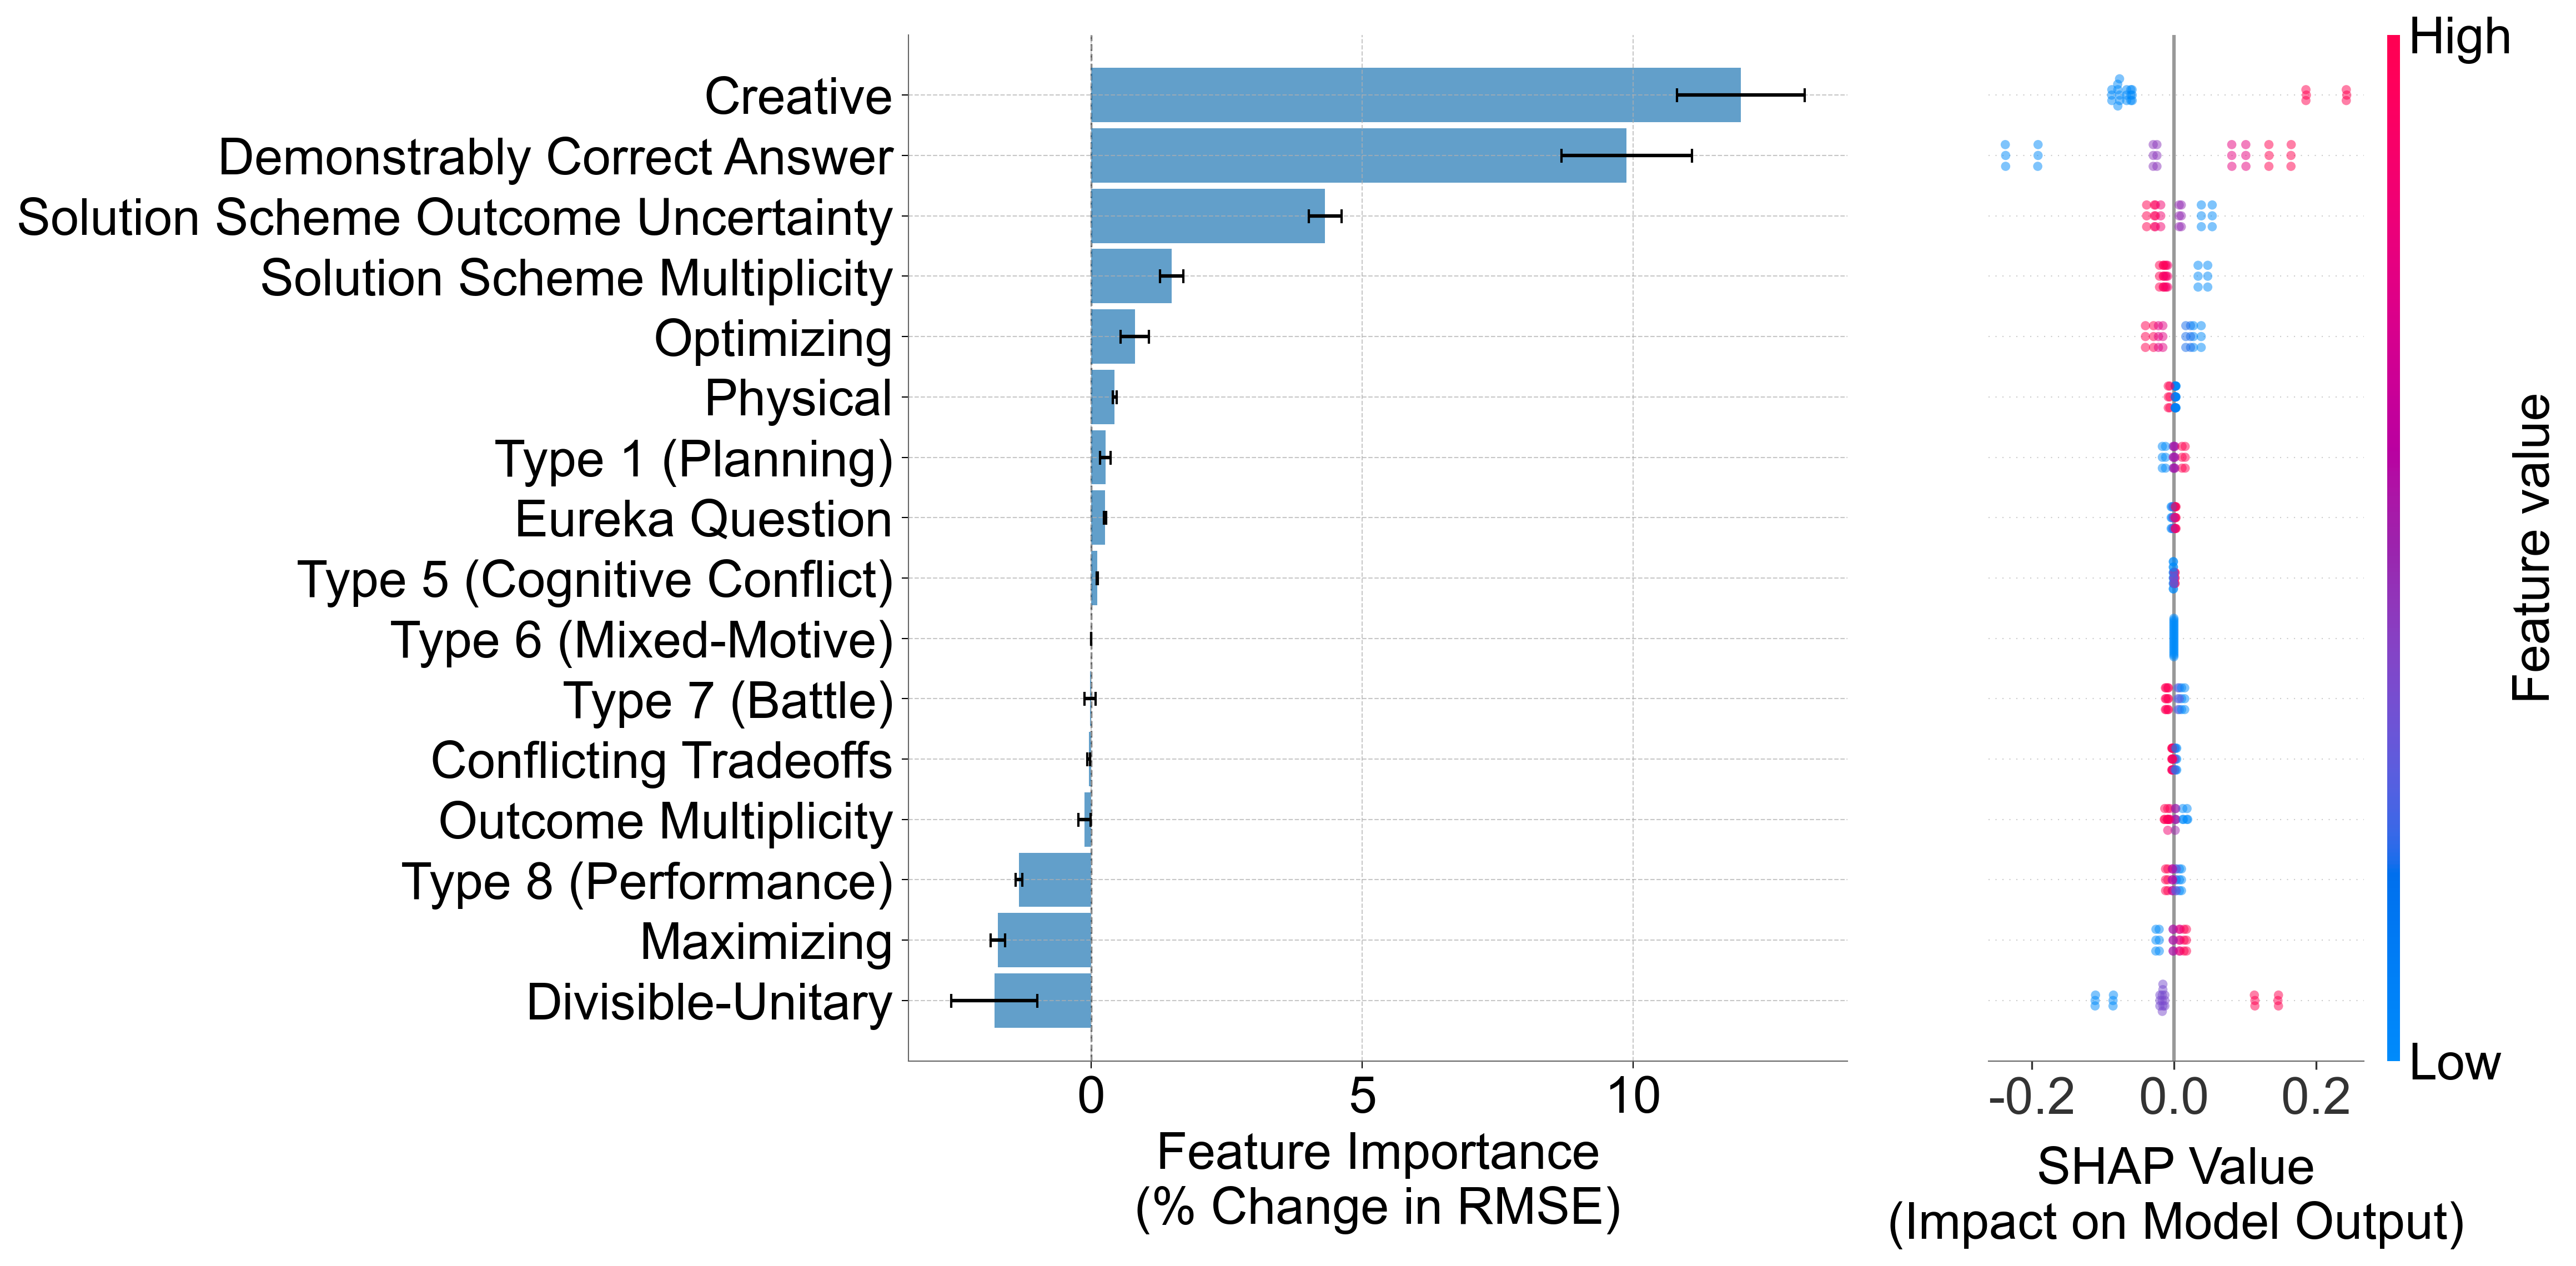 Creative
Demonstrably Correct Answer
Solution Scheme Outcome Uncertainty
Solution Scheme Multiplicity
Optimizing
Physical
Type 1 (Planning)
Eureka Question
Type 5 (Cognitive Conflict)
Type 6 (Mixed-Motive)
Type 7 (Battle)
Conflicting Tradeoffs
Outcome Multiplicity
Type 8 (Performance)
Maximizing
Divisible-Unitary
0 5 10
Feature Importance
(% Change in RMSE)
-0.2 0.0 0.2
SHAP Value
(Impact on Model Output)
High
Low
Feature value